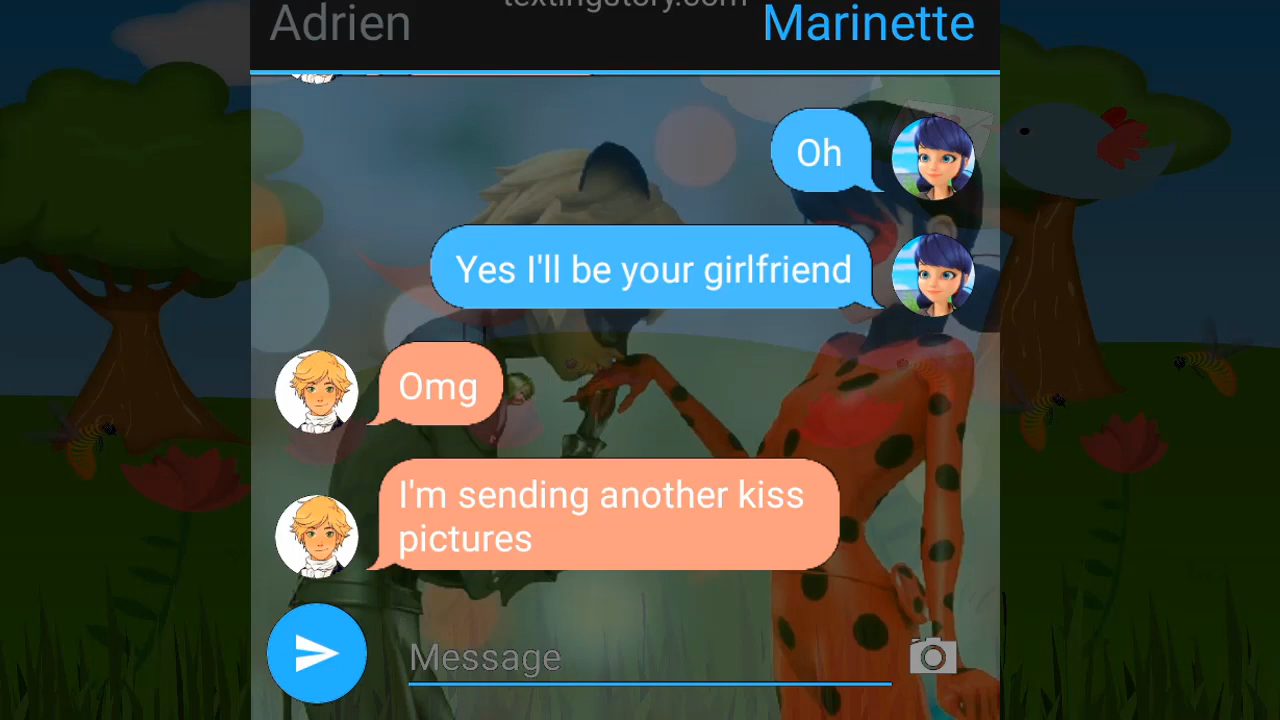 textingstory.com
Adrien
Marinette
Oh
Yes I'll be your girlfriend
Omg
I'm sending another kiss
pictures
Message